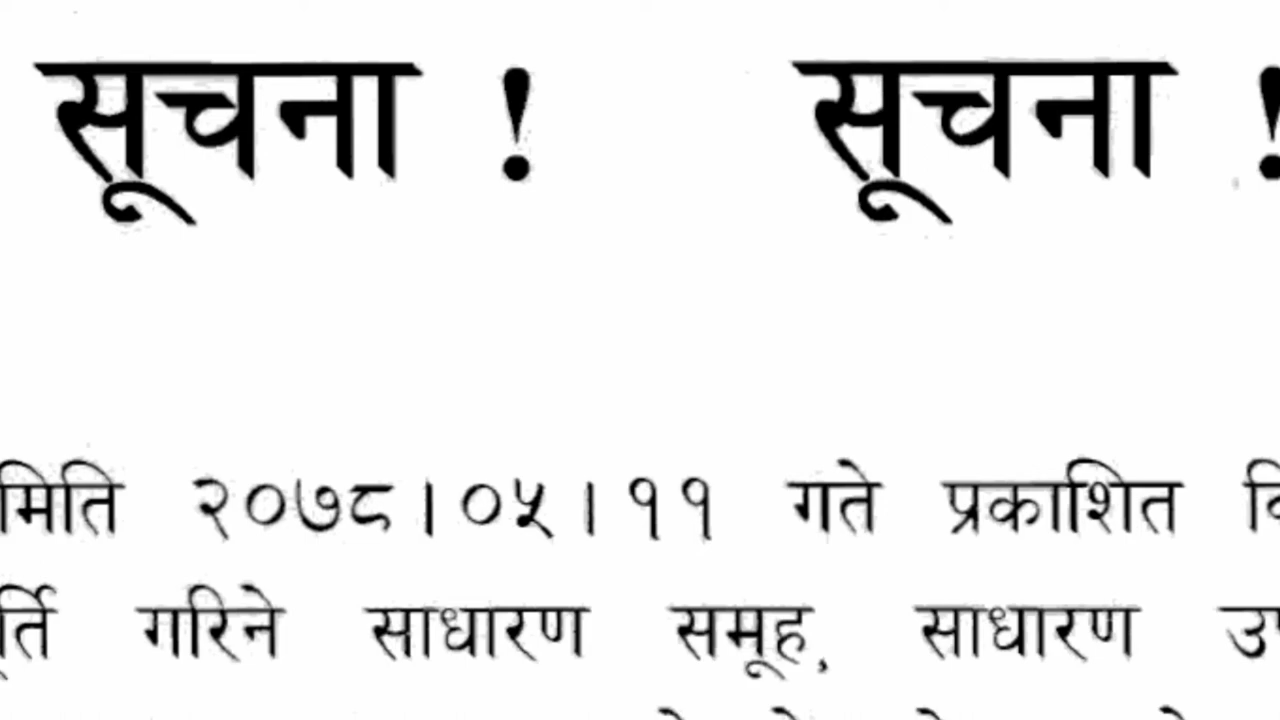 सूचना ! सूचना !
मिति २०७८।०५।११ गते प्रकाशित
गरिने साधारण समूह, साधारण